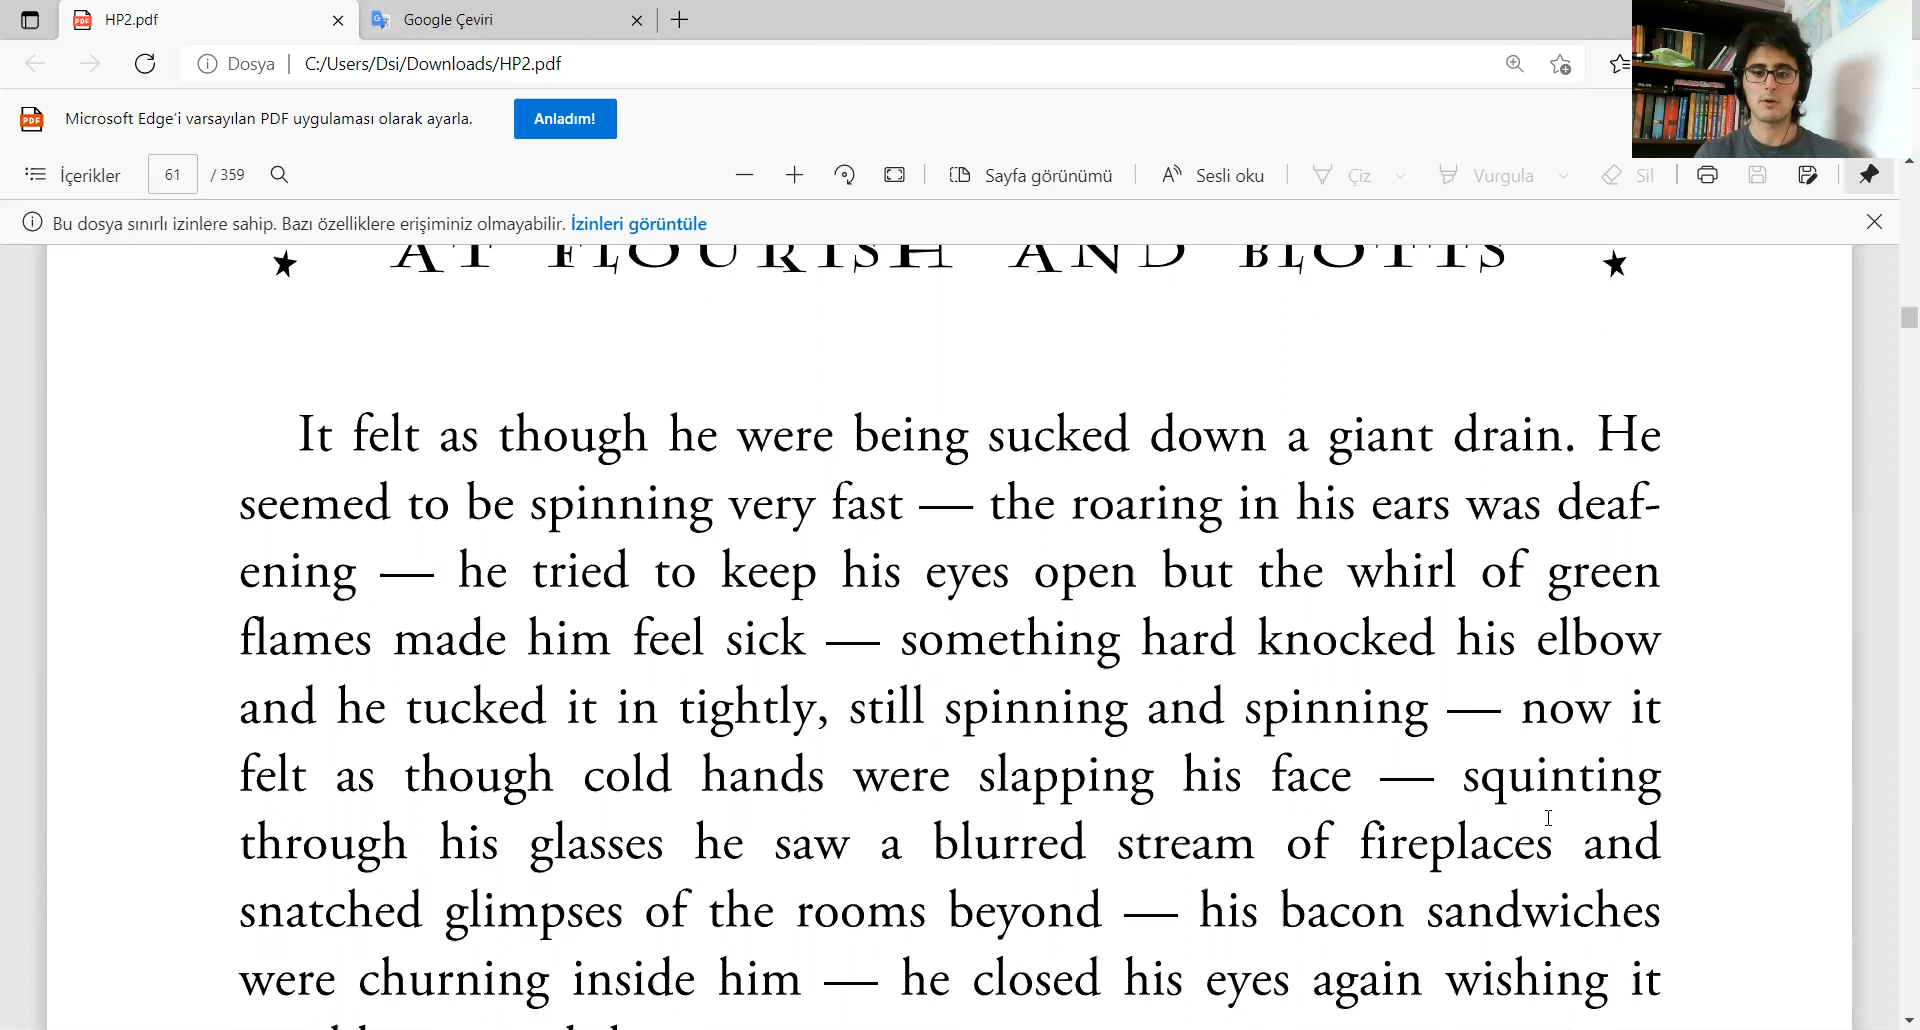 HP2.pdf
Google Çeviri
Dosya | C:/Users/Dsi/Downloads/HP2.pdf
Microsoft Edge'i varsayılan PDF uygulaması olarak ayarla.
Anladım!
İçerikler 61 / 359
Sayfa görünümü
Sesli oku
Çiz
Vurgula
Sil
Bu dosya sınırlı izinlere sahip. Bazı özelliklere erişiminiz olmayabilir. İzinleri görüntüle
AT FLOURISH AND BLOTTS
It felt as though he were being sucked down a giant drain. He
seemed to be spinning very fast — the roaring in his ears was deaf-
ening — he tried to keep his eyes open but the whirl of green
flames made him feel sick — something hard knocked his elbow
and he tucked it in tightly, still spinning and spinning — now it
felt as though cold hands were slapping his face — squinting
through his glasses he saw a blurred stream of fireplaces and
snatched glimpses of the rooms beyond — his bacon sandwiches
were churning inside him — he closed his eyes again wishing it